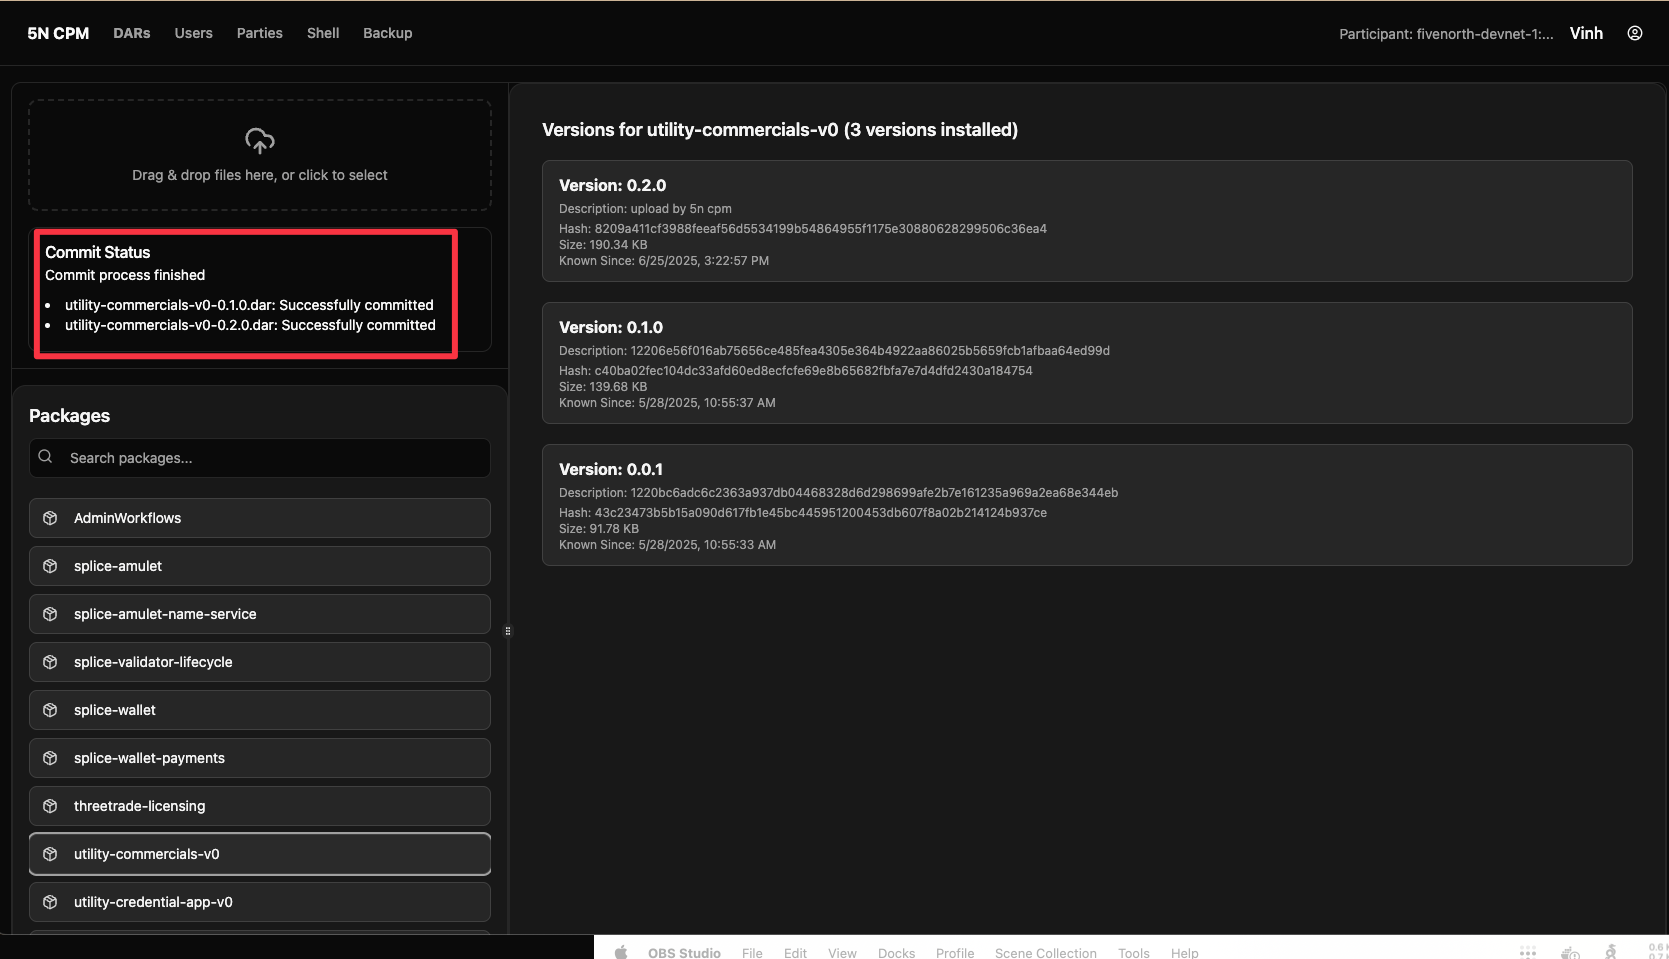 5N CPM DARs Users Parties Shell Backup Participant: fivenorth-devnet-1:... Vinh
Drag & drop files here, or click to select
Commit Status
Commit process finished
• utility-commercials-v0-0.1.0.dar: Successfully committed
• utility-commercials-v0-0.2.0.dar: Successfully committed
Packages
Search packages...
AdminWorkflows
splice-amulet
splice-amulet-name-service
splice-validator-lifecycle
splice-wallet
splice-wallet-payments
threetrade-licensing
utility-commercials-v0
utility-credential-app-v0
Versions for utility-commercials-v0 (3 versions installed)
Version: 0.2.0
Description: upload by 5n cpm
Hash: 8209a411cf3988feeaf56d5534199b54864955f1175e30880628299506c36ea4
Size: 190.34 KB
Known Since: 6/25/2025, 3:22:57 PM
Version: 0.1.0
Description: 12206e56f016ab75656ce485fea4305e364b4922aa86025b5659fcb1afbaa64ed99d
Hash: c40ba02fec104dc33afd60ed8ecfcfe69e8b65682fbfa7e7d4dfd2430a184754
Size: 139.68 KB
Known Since: 5/28/2025, 10:55:37 AM
Version: 0.0.1
Description: 1220bc6adc6c2363a937db04468328d6d298699afe2b7e161235a969a2ea68e344eb
Hash: 43c23473b5b15a090d617fb1e45bc445951200453db607f8a02b214124b937ce
Size: 91.78 KB
Known Since: 5/28/2025, 10:55:33 AM
OBS Studio File Edit View Docks Profile Scene Collection Tools Help